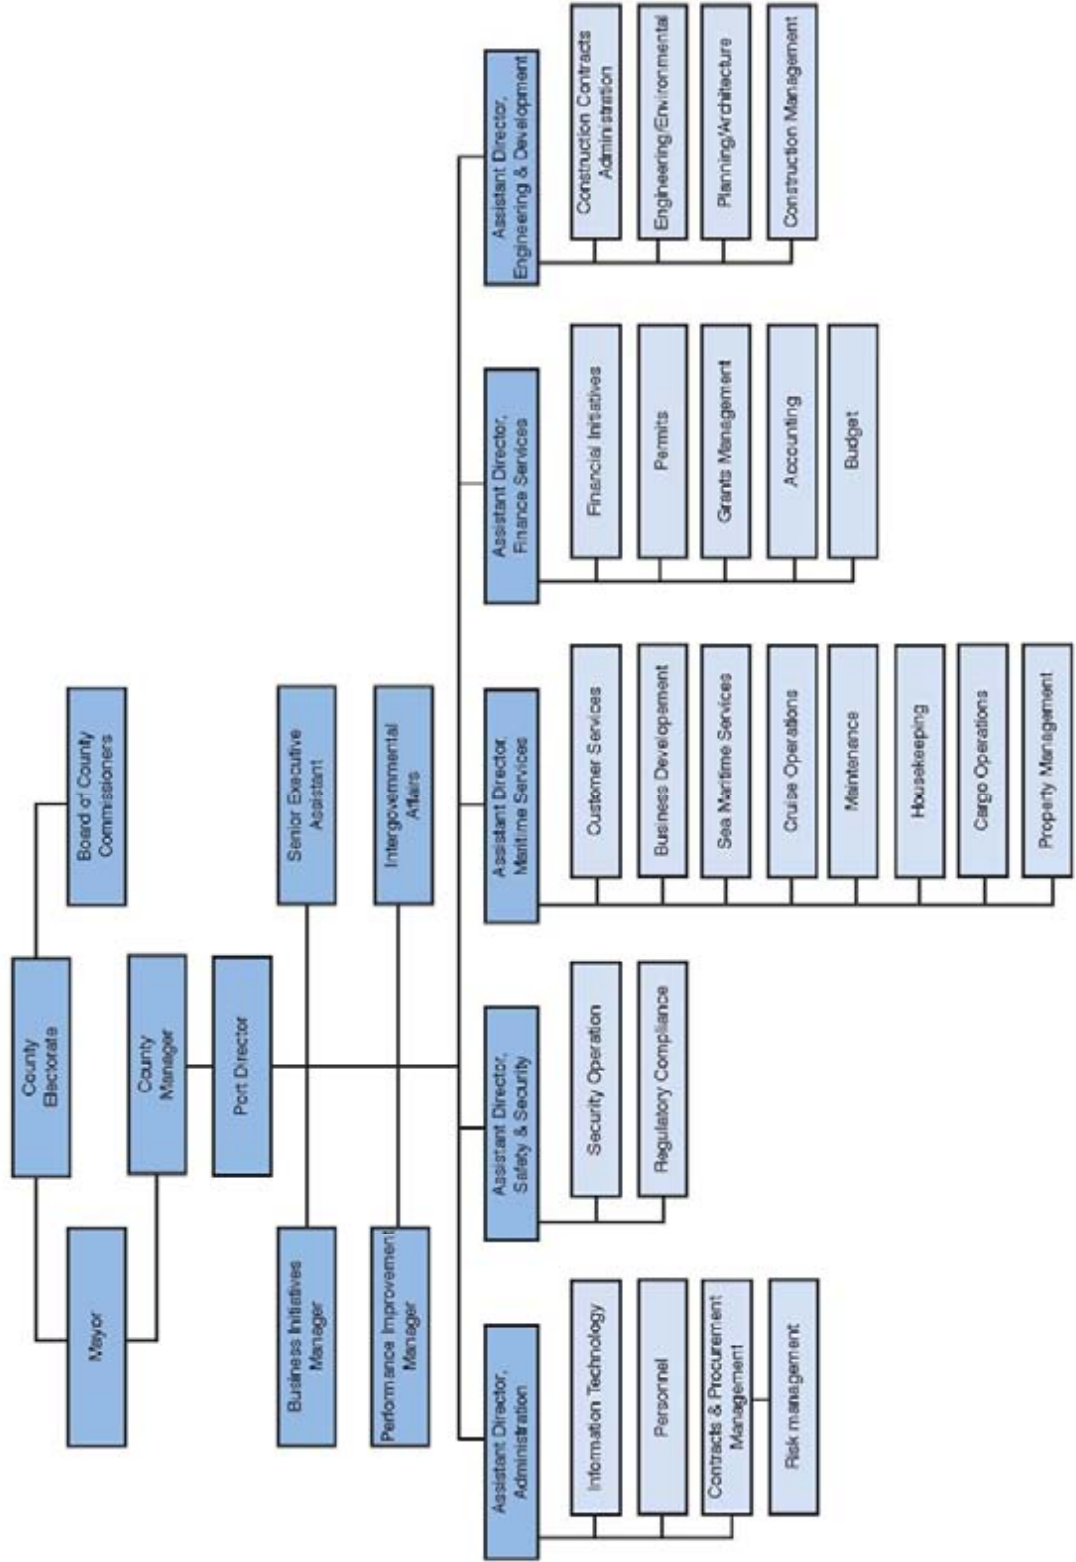 County
Electorate
Mayor
Board of County
Commissioners
County
Manager
Port Director
Business Initiatives
Manager
Senior Executive
Assistant
Performance Improvement
Manager
Intergovernmental
Affairs
Assistant Director,
Administration
Information Technology
Personnel
Contracts & Procurement
Management
Risk management
Assistant Director,
Safety & Security
Security Operation
Regulatory Compliance
Assistant Director,
Maritime Services
Customer Services
Business Developement
Sea Maritime Services
Cruise Operations
Maintenance
Housekeeping
Cargo Operations
Property Management
Assistant Director,
Finance Services
Financial Initiatives
Permits
Grants Management
Accounting
Budget
Assistant Director,
Engineering & Development
Construction Contracts
Administration
Engineering/Environmental
Planning/Architecture
Construction Management